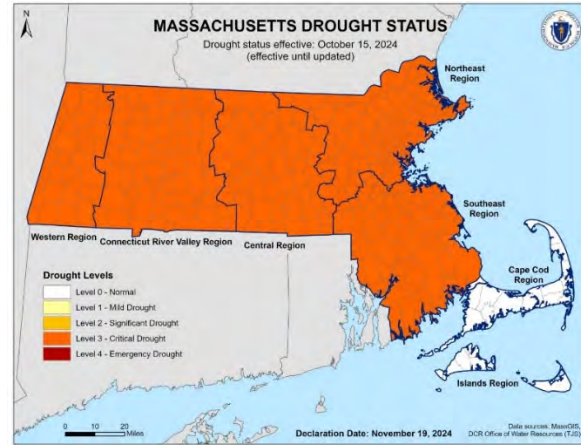 MASSACHUSETTS DROUGHT STATUS
Drought status effective: October 15, 2024
(effective until updated)
N
Northeast
Region
Southeast
Region
Cape Cod
Region
Islands Region
Western Region
Connecticut River Valley Region
Central Region
Drought Levels
Level 0 - Normal
Level 1 - Mild Drought
Level 2 - Significant Drought
Level 3 - Critical Drought
Level 4 - Emergency Drought
0 10 20
Miles
Declaration Date: November 19, 2024
Data sources: MassGIS,
DCR Office of Water Resources (TJS)